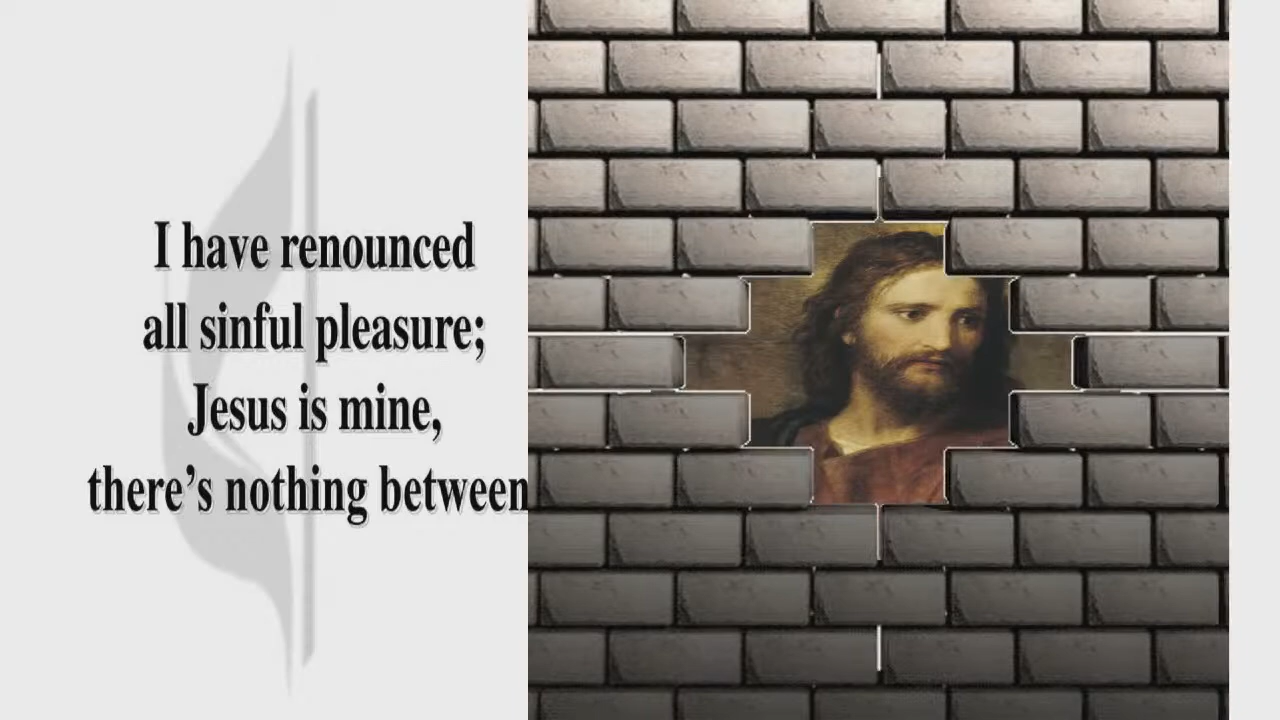 I have renounced
all sinful pleasure;
Jesus is mine,
there’s nothing between